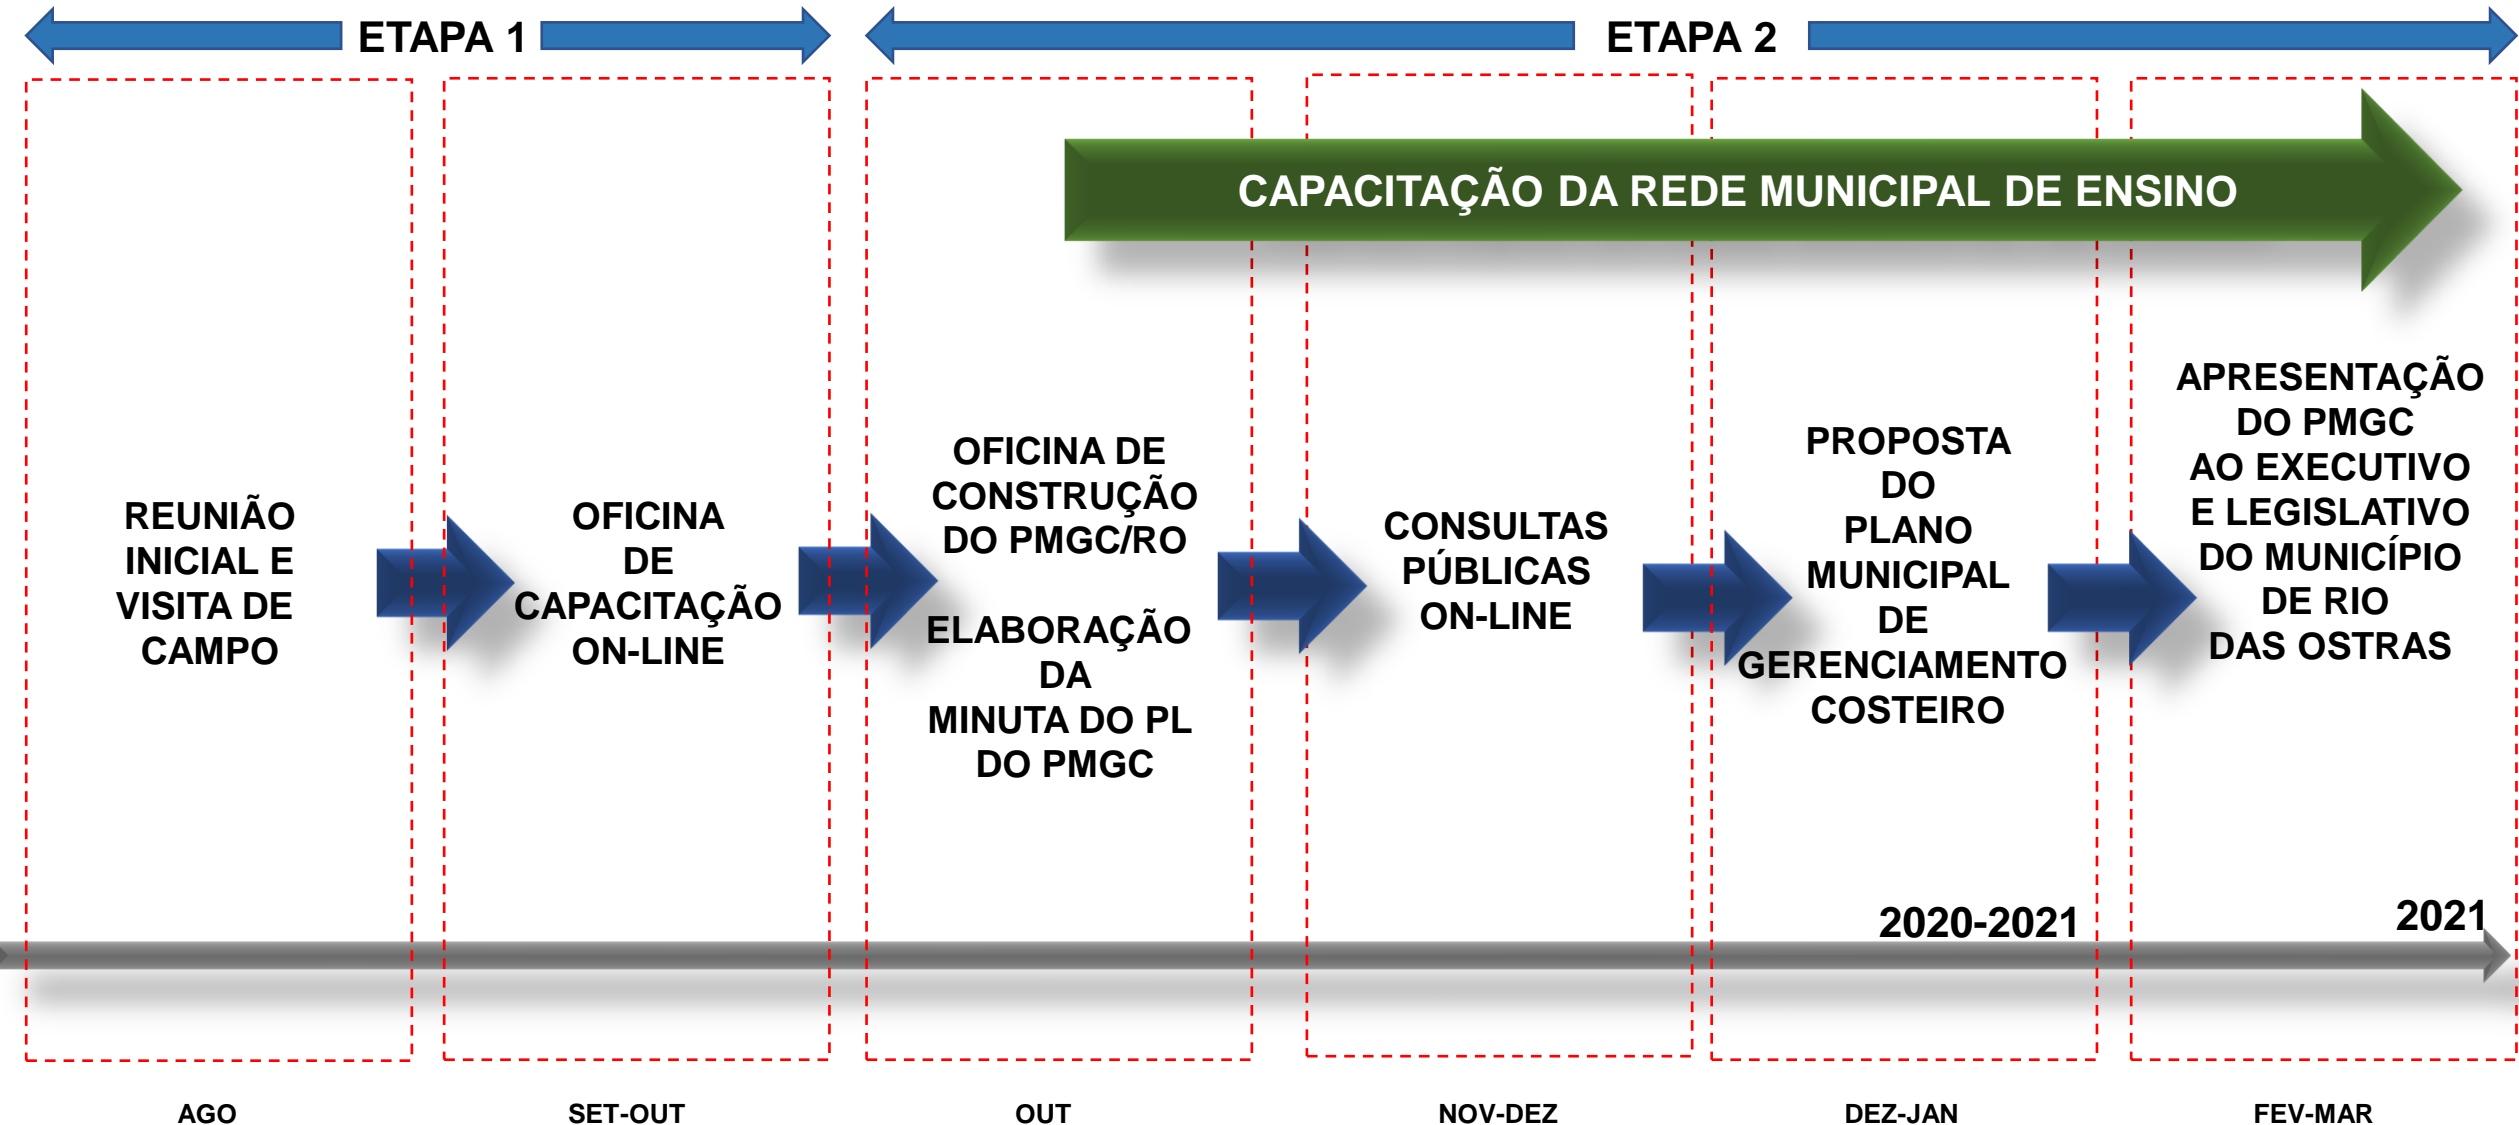 ETAPA 1
ETAPA 2
CAPACITAÇÃO DA REDE MUNICIPAL DE ENSINO
REUNIÃO
INICIAL E
VISITA DE
CAMPO
OFICINA
DE
CAPACITAÇÃO
ON-LINE
OFICINA DE
CONSTRUÇÃO
DO PMGC/RO
ELABORAÇÃO
DA
MINUTA DO PL
DO PMGC
CONSULTAS
PÚBLICAS
ON-LINE
PROPOSTA
DO
PLANO
MUNICIPAL
DE
GERENCIAMENTO
COSTEIRO
APRESENTAÇÃO
DO PMGC
AO EXECUTIVO
E LEGISLATIVO
DO MUNICÍPIO
DE RIO
DAS OSTRAS
2020-2021
2021
AGO
SET-OUT
OUT
NOV-DEZ
DEZ-JAN
FEV-MAR